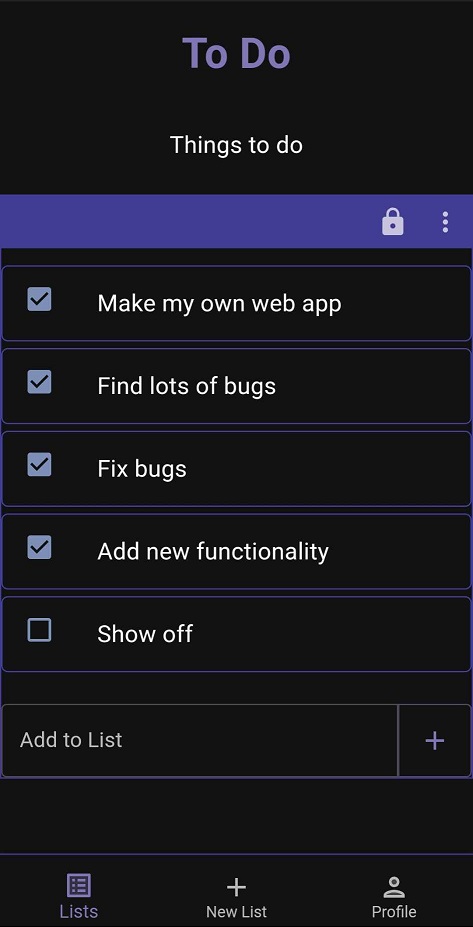 To Do
Things to do
Make my own web app
Find lots of bugs
Fix bugs
Add new functionality
Show off
Add to List
Lists
New List
Profile